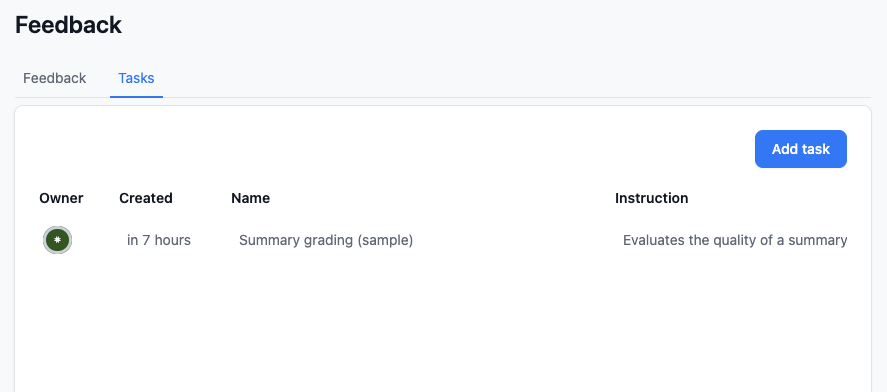 Feedback
Feedback Tasks
Add task
Owner Created Name Instruction
in 7 hours Summary grading (sample) Evaluates the quality of a summary